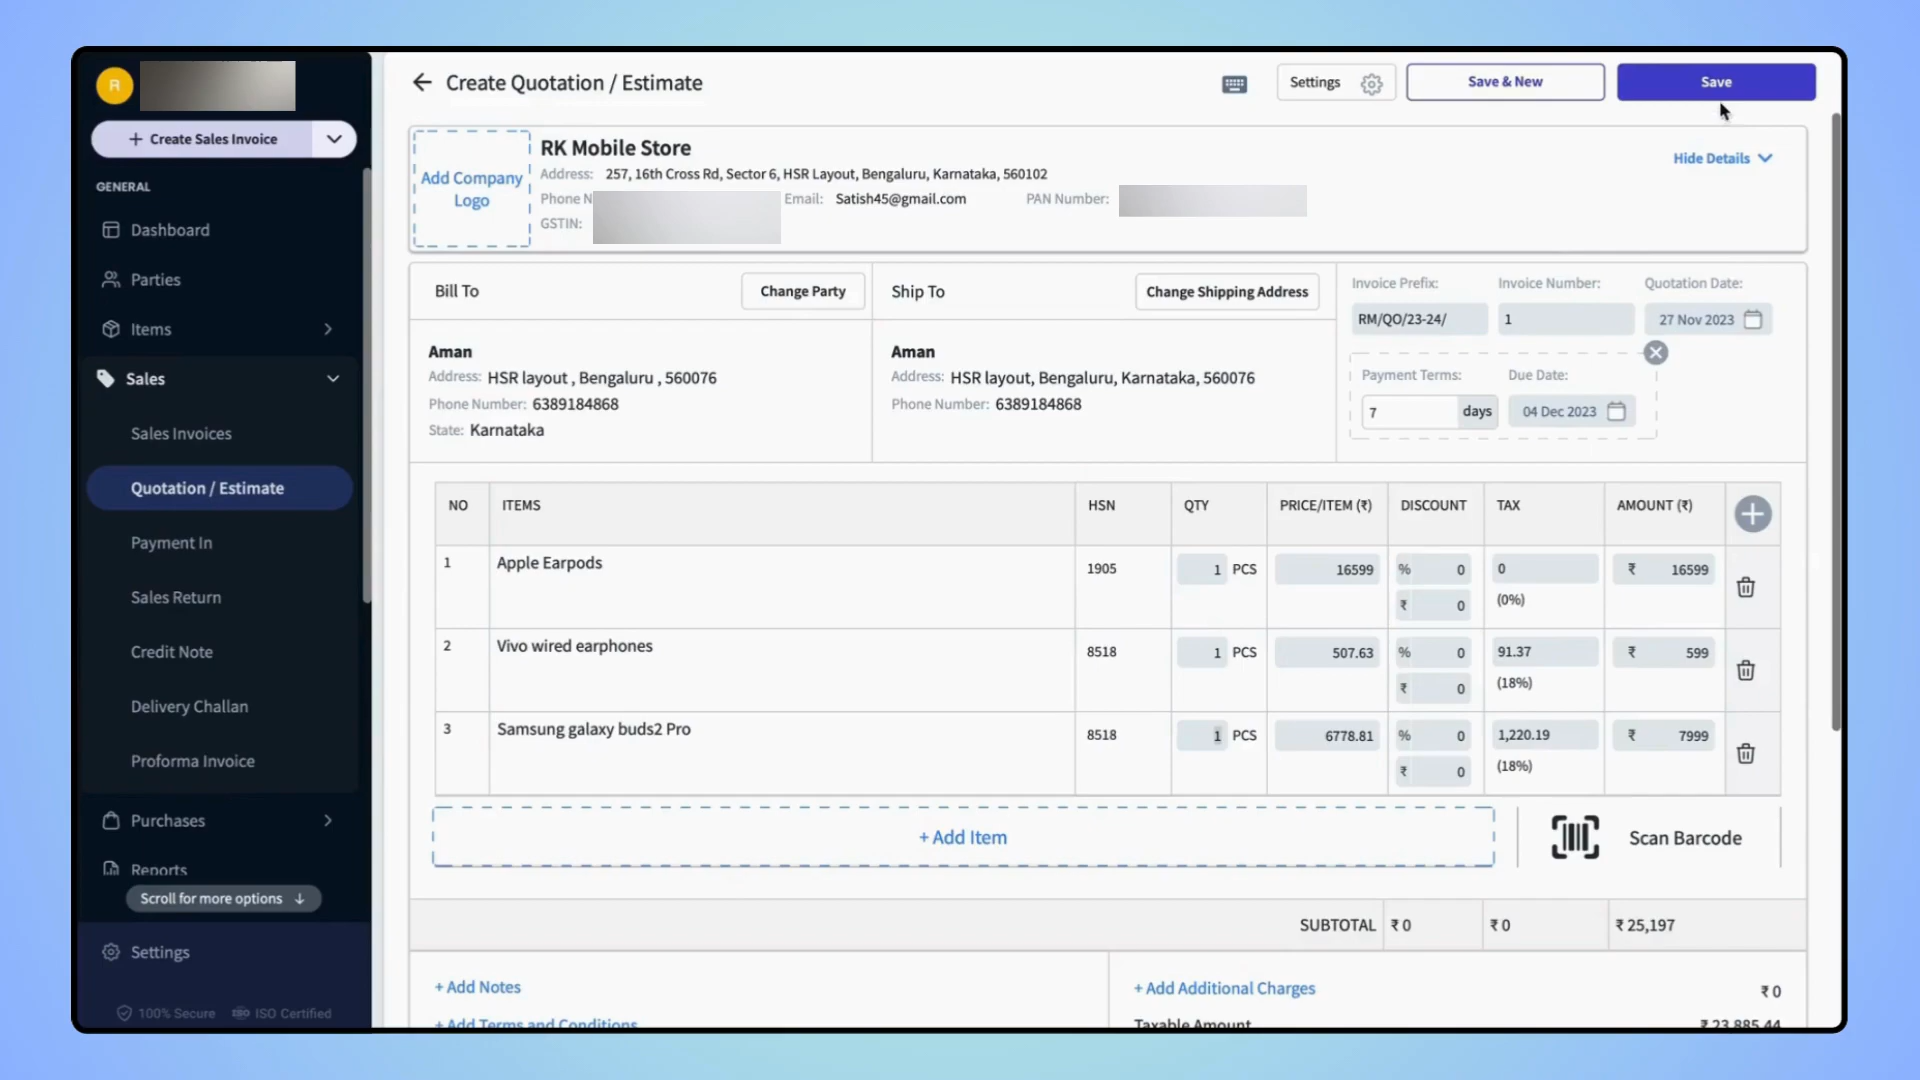 R
+ Create Sales Invoice
GENERAL
Dashboard
Parties
Items
Sales
Sales Invoices
Quotation / Estimate
Payment In
Sales Return
Credit Note
Delivery Challan
Proforma Invoice
Purchases
Reports
Scroll for more options ↓
Settings
100% Secure ISO ISO Certified
← Create Quotation / Estimate
Settings
Save & New
Save
Add Company
Logo
RK Mobile Store
Address: 257, 16th Cross Rd, Sector 6, HSR Layout, Bengaluru, Karnataka, 560102
Phone N Email: Satish45@gmail.com PAN Number:
GSTIN:
Hide Details
Bill To
Change Party
Aman
Address: HSR layout , Bengaluru , 560076
Phone Number: 6389184868
State: Karnataka
Ship To
Change Shipping Address
Aman
Address: HSR layout, Bengaluru, Karnataka, 560076
Phone Number: 6389184868
Invoice Prefix: Invoice Number: Quotation Date:
RM/QO/23-24/ 1 27 Nov 2023
Payment Terms: Due Date:
7 days 04 Dec 2023
NO ITEMS HSN QTY PRICE/ITEM (₹) DISCOUNT TAX AMOUNT (₹)
1 Apple Earpods 1905 1 PCS 16599 % 0 0 ₹ 16599
₹ 0 (0%)
2 Vivo wired earphones 8518 1 PCS 507.63 % 0 91.37 ₹ 599
₹ 0 (18%)
3 Samsung galaxy buds2 Pro 8518 1 PCS 6778.81 % 0 1,220.19 ₹ 7999
₹ 0 (18%)
+ Add Item
Scan Barcode
SUBTOTAL ₹ 0 ₹ 0 ₹ 25,197
+ Add Notes
+ Add Terms and Conditions
+ Add Additional Charges ₹ 0
Taxable Amount ₹ 23,885.44